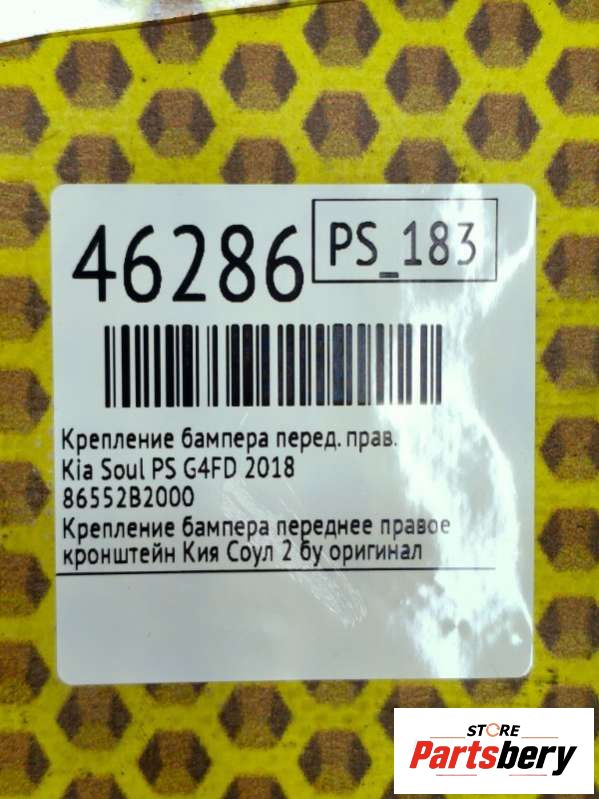 46286
PS_183
Крепление бампера перед. прав.
Kia Soul PS G4FD 2018
86552B2000
Крепление бампера переднее правое
кронштейн Кия Соул 2 бу оригинал
STORE
Partsbery